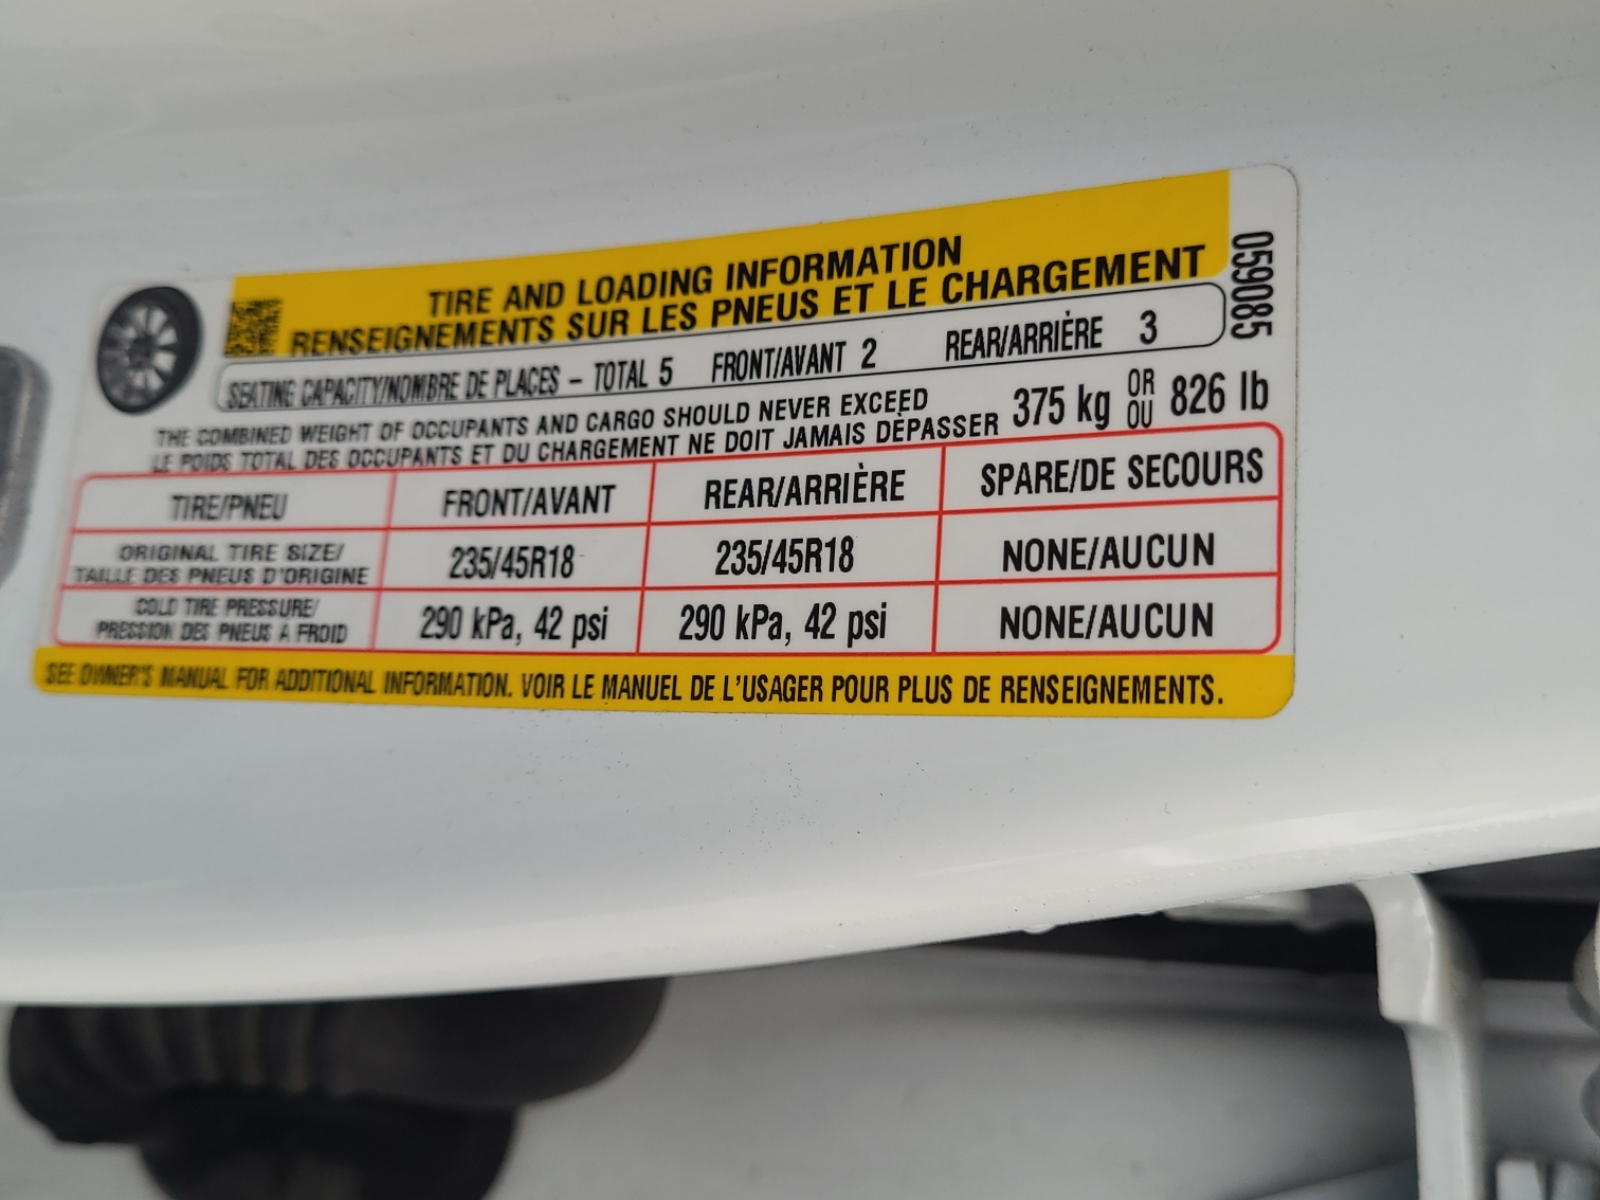 TIRE AND LOADING INFORMATION
RENSEIGNEMENTS SUR LES PNEUS ET LE CHARGEMENT
059085
SEATING CAPACITY/NOMBRE DE PLACES – TOTAL 5 FRONT/AVANT 2 REAR/ARRIÈRE 3
THE COMBINED WEIGHT OF OCCUPANTS AND CARGO SHOULD NEVER EXCEED
LE POIDS TOTAL DES OCCUPANTS ET DU CHARGEMENT NE DOIT JAMAIS DÉPASSER
375 kg OR OU 826 lb
TIRE/PNEU FRONT/AVANT REAR/ARRIÈRE SPARE/DE SECOURS
ORIGINAL TIRE SIZE/
TAILLE DES PNEUS D'ORIGINE
235/45R18 235/45R18 NONE/AUCUN
COLD TIRE PRESSURE/
PRESSION DES PNEUS À FROID
290 kPa, 42 psi 290 kPa, 42 psi NONE/AUCUN
SEE OWNER'S MANUAL FOR ADDITIONAL INFORMATION. VOIR LE MANUEL DE L'USAGER POUR PLUS DE RENSEIGNEMENTS.